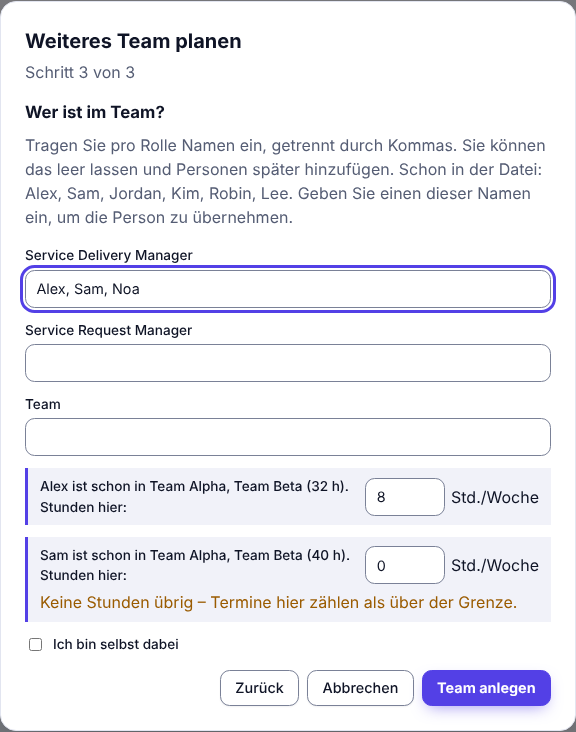 Weiteres Team planen
Schritt 3 von 3
Wer ist im Team?
Tragen Sie pro Rolle Namen ein, getrennt durch Kommas. Sie können
das leer lassen und Personen später hinzufügen. Schon in der Datei:
Alex, Sam, Jordan, Kim, Robin, Lee. Geben Sie einen dieser Namen
ein, um die Person zu übernehmen.
Service Delivery Manager
Alex, Sam, Noa
Service Request Manager
Team
Alex ist schon in Team Alpha, Team Beta (32 h).
Stunden hier:
8 Std./Woche
Sam ist schon in Team Alpha, Team Beta (40 h).
Stunden hier:
0 Std./Woche
Keine Stunden übrig – Termine hier zählen als über der Grenze.
Ich bin selbst dabei
Zurück Abbrechen Team anlegen